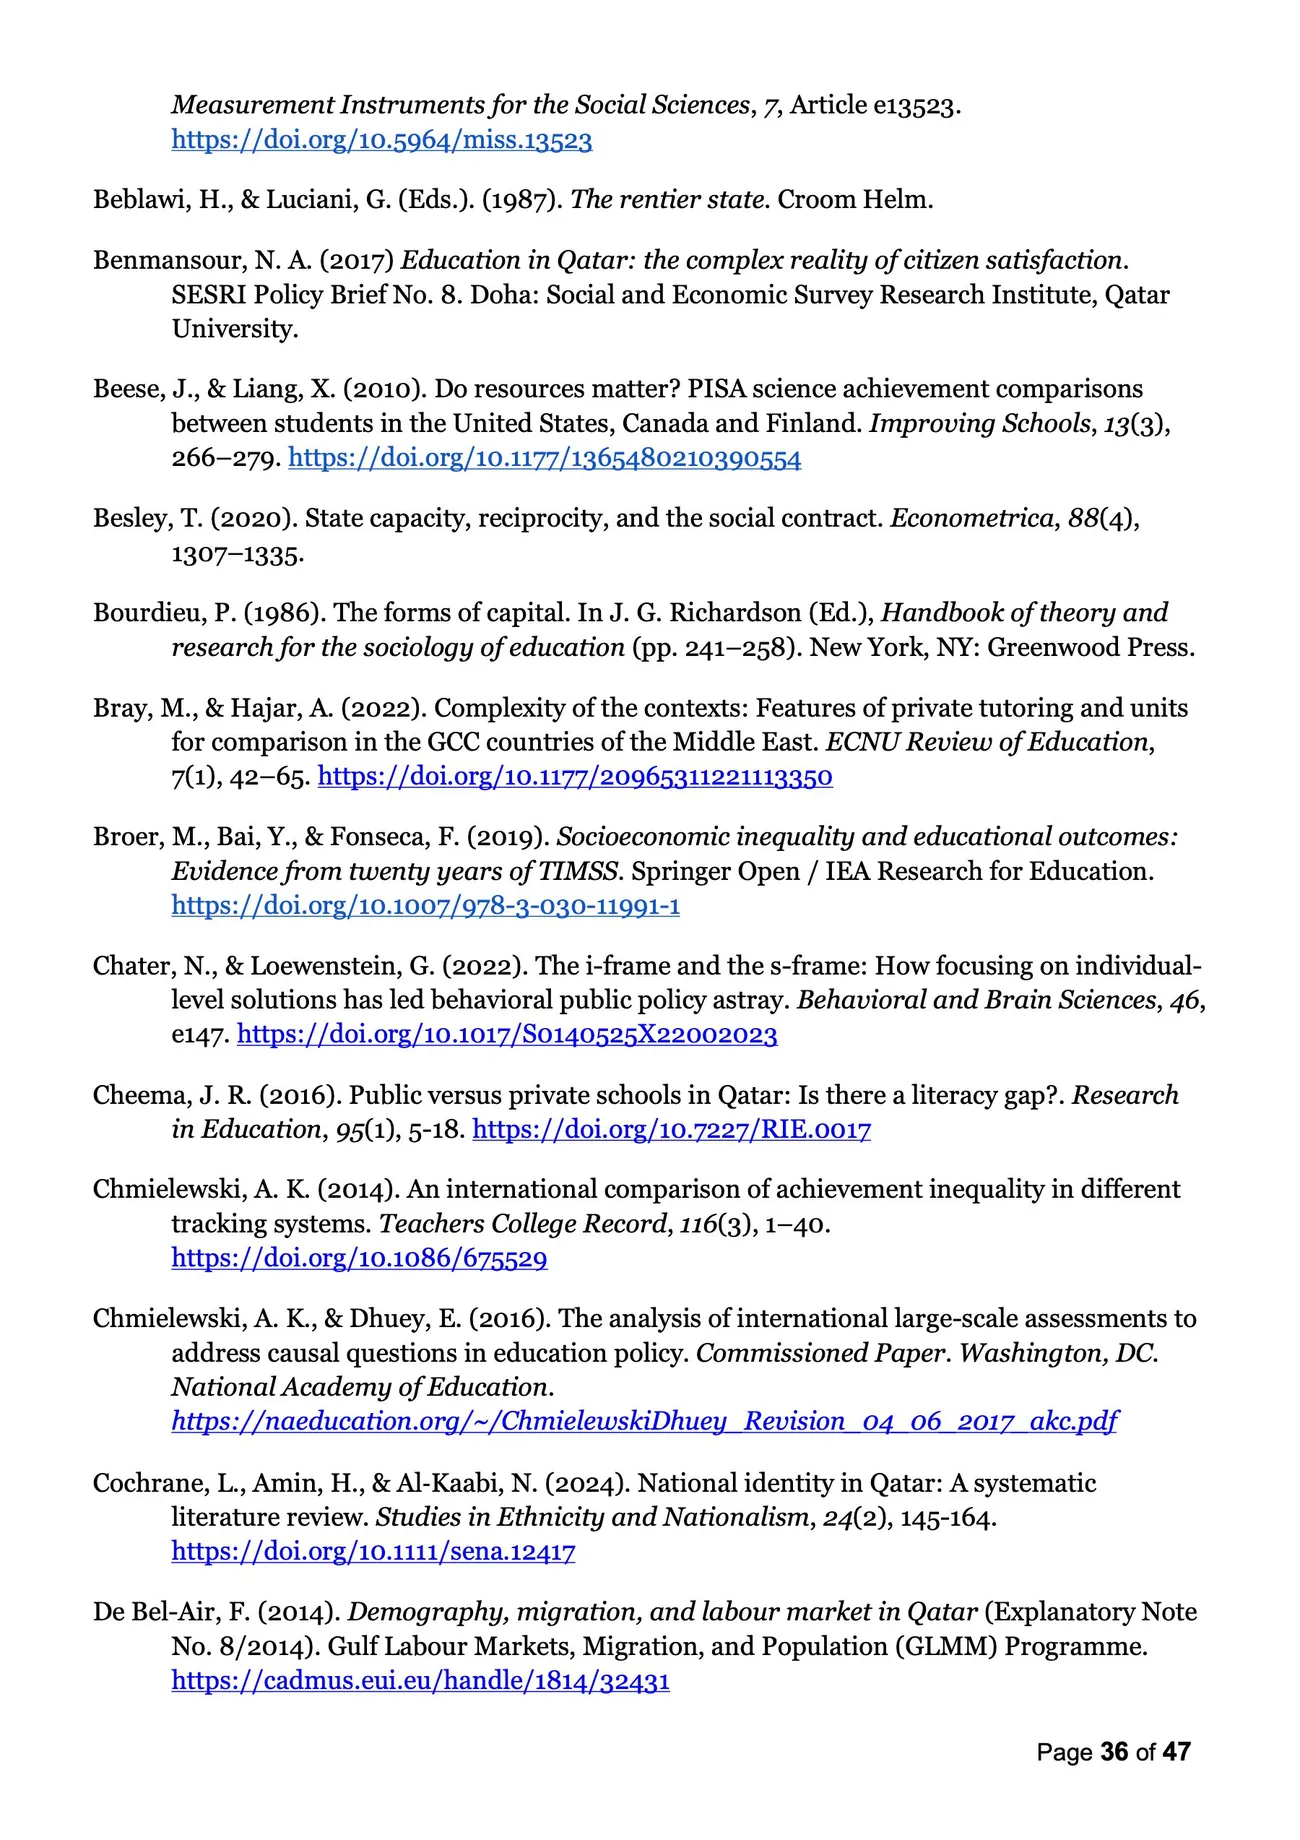 Measurement Instruments for the Social Sciences, 7, Article e13523.
https://doi.org/10.5964/miss.13523
Beblawi, H., & Luciani, G. (Eds.). (1987). The rentier state. Croom Helm.
Benmansour, N. A. (2017) Education in Qatar: the complex reality of citizen satisfaction.
SESRI Policy Brief No. 8. Doha: Social and Economic Survey Research Institute, Qatar
University.
Beese, J., & Liang, X. (2010). Do resources matter? PISA science achievement comparisons
between students in the United States, Canada and Finland. Improving Schools, 13(3),
266–279. https://doi.org/10.1177/1365480210390554
Besley, T. (2020). State capacity, reciprocity, and the social contract. Econometrica, 88(4),
1307–1335.
Bourdieu, P. (1986). The forms of capital. In J. G. Richardson (Ed.), Handbook of theory and
research for the sociology of education (pp. 241–258). New York, NY: Greenwood Press.
Bray, M., & Hajar, A. (2022). Complexity of the contexts: Features of private tutoring and units
for comparison in the GCC countries of the Middle East. ECNU Review of Education,
7(1), 42–65. https://doi.org/10.1177/20965311221113350
Broer, M., Bai, Y., & Fonseca, F. (2019). Socioeconomic inequality and educational outcomes:
Evidence from twenty years of TIMSS. Springer Open / IEA Research for Education.
https://doi.org/10.1007/978-3-030-11991-1
Chater, N., & Loewenstein, G. (2022). The i-frame and the s-frame: How focusing on individual-
level solutions has led behavioral public policy astray. Behavioral and Brain Sciences, 46,
e147. https://doi.org/10.1017/S0140525X22002023
Cheema, J. R. (2016). Public versus private schools in Qatar: Is there a literacy gap?. Research
in Education, 95(1), 5-18. https://doi.org/10.7227/RIE.0017
Chmielewski, A. K. (2014). An international comparison of achievement inequality in different
tracking systems. Teachers College Record, 116(3), 1–40.
https://doi.org/10.1086/675529
Chmielewski, A. K., & Dhuey, E. (2016). The analysis of international large-scale assessments to
address causal questions in education policy. Commissioned Paper. Washington, DC.
National Academy of Education.
https://naeducation.org/~/ChmielewskiDhuey_Revision_04_06_2017_akc.pdf
Cochrane, L., Amin, H., & Al-Kaabi, N. (2024). National identity in Qatar: A systematic
literature review. Studies in Ethnicity and Nationalism, 24(2), 145-164.
https://doi.org/10.1111/sena.12417
De Bel-Air, F. (2014). Demography, migration, and labour market in Qatar (Explanatory Note
No. 8/2014). Gulf Labour Markets, Migration, and Population (GLMM) Programme.
https://cadmus.eui.eu/handle/1814/32431
Page 36 of 47